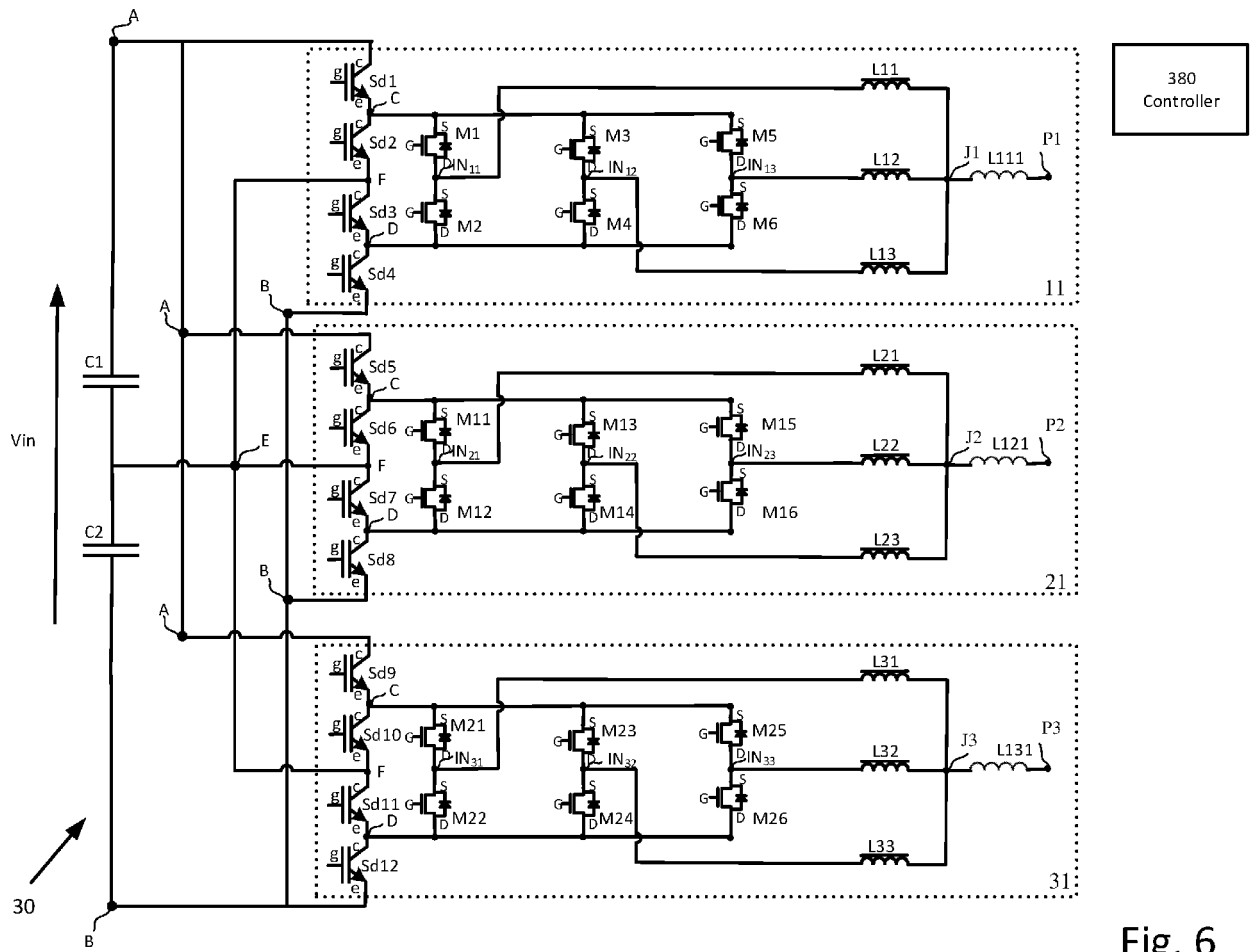 A
c
g
Sd1
e
C
c
g
Sd2
e
F
c
g
Sd3
e
D
c
g
Sd4
e
B
S
G
M1
D
IN11
S
G
M2
D
S
G
M3
D
IN12
S
G
M4
D
S
G
M5
D
IN13
S
G
M6
D
L11
L12
L13
J1
L111
P1
11
380
Controller
A
C1
Vin
E
C2
c
g
Sd5
e
C
c
g
Sd6
e
F
c
g
Sd7
e
D
c
g
Sd8
e
B
S
G
M11
D
IN21
S
G
M12
D
S
G
M13
D
IN22
S
G
M14
D
S
G
M15
D
IN23
S
G
M16
D
L21
L22
L23
J2
L121
P2
21
A
c
g
Sd9
e
C
c
g
Sd10
e
F
c
g
Sd11
e
D
c
g
Sd12
e
B
S
G
M21
D
IN31
S
G
M22
D
S
G
M23
D
IN32
S
G
M24
D
S
G
M25
D
IN33
S
G
M26
D
L31
L32
L33
J3
L131
P3
31
30
Fig. 6